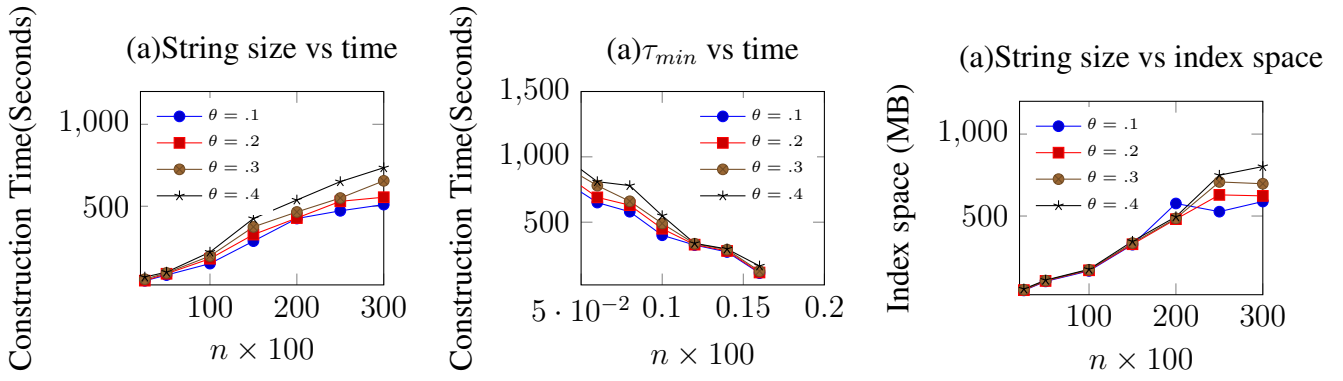 (a)String size vs time
Construction Time(Seconds)
1,000
500
θ = .1
θ = .2
θ = .3
θ = .4
100 200 300
n × 100
(a)τmin vs time
Construction Time(Seconds)
1,500
1,000
500
θ = .1
θ = .2
θ = .3
θ = .4
5 · 10⁻² 0.1 0.15 0.2
n × 100
(a)String size vs index space
Index space (MB)
1,000
500
θ = .1
θ = .2
θ = .3
θ = .4
100 200 300
n × 100